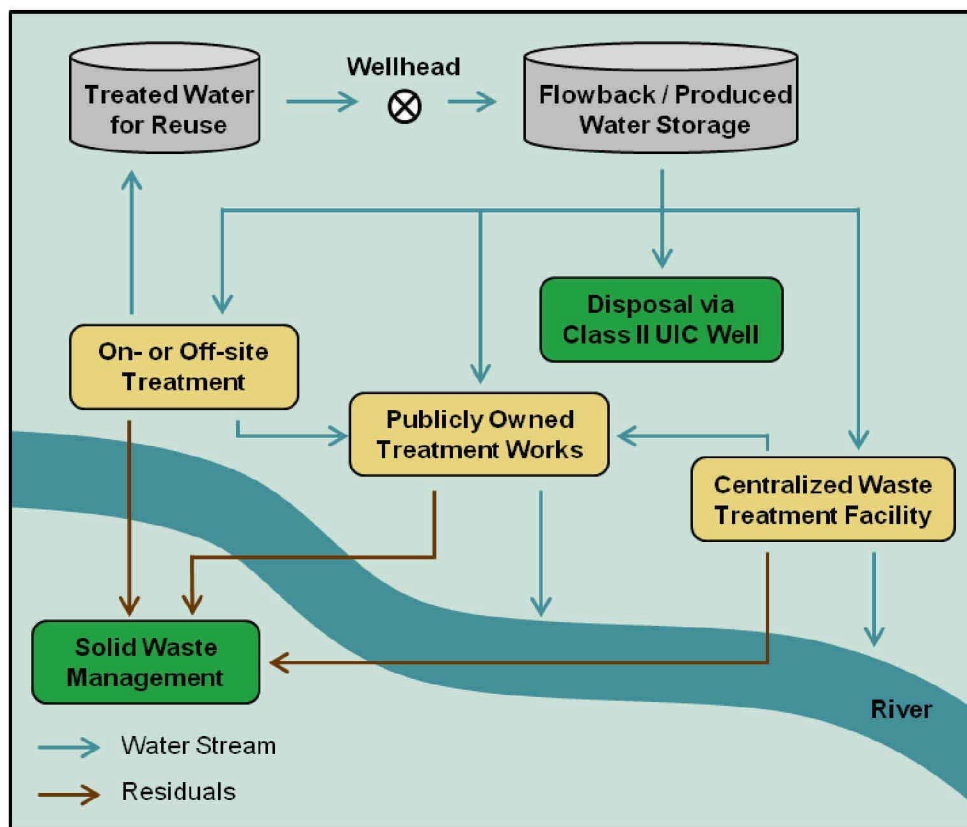 Wellhead
Treated Water
for Reuse
Flowback / Produced
Water Storage
Disposal via
Class II UIC Well
On- or Off-site
Treatment
Publicly Owned
Treatment Works
Centralized Waste
Treatment Facility
Solid Waste
Management
River
Water Stream
Residuals